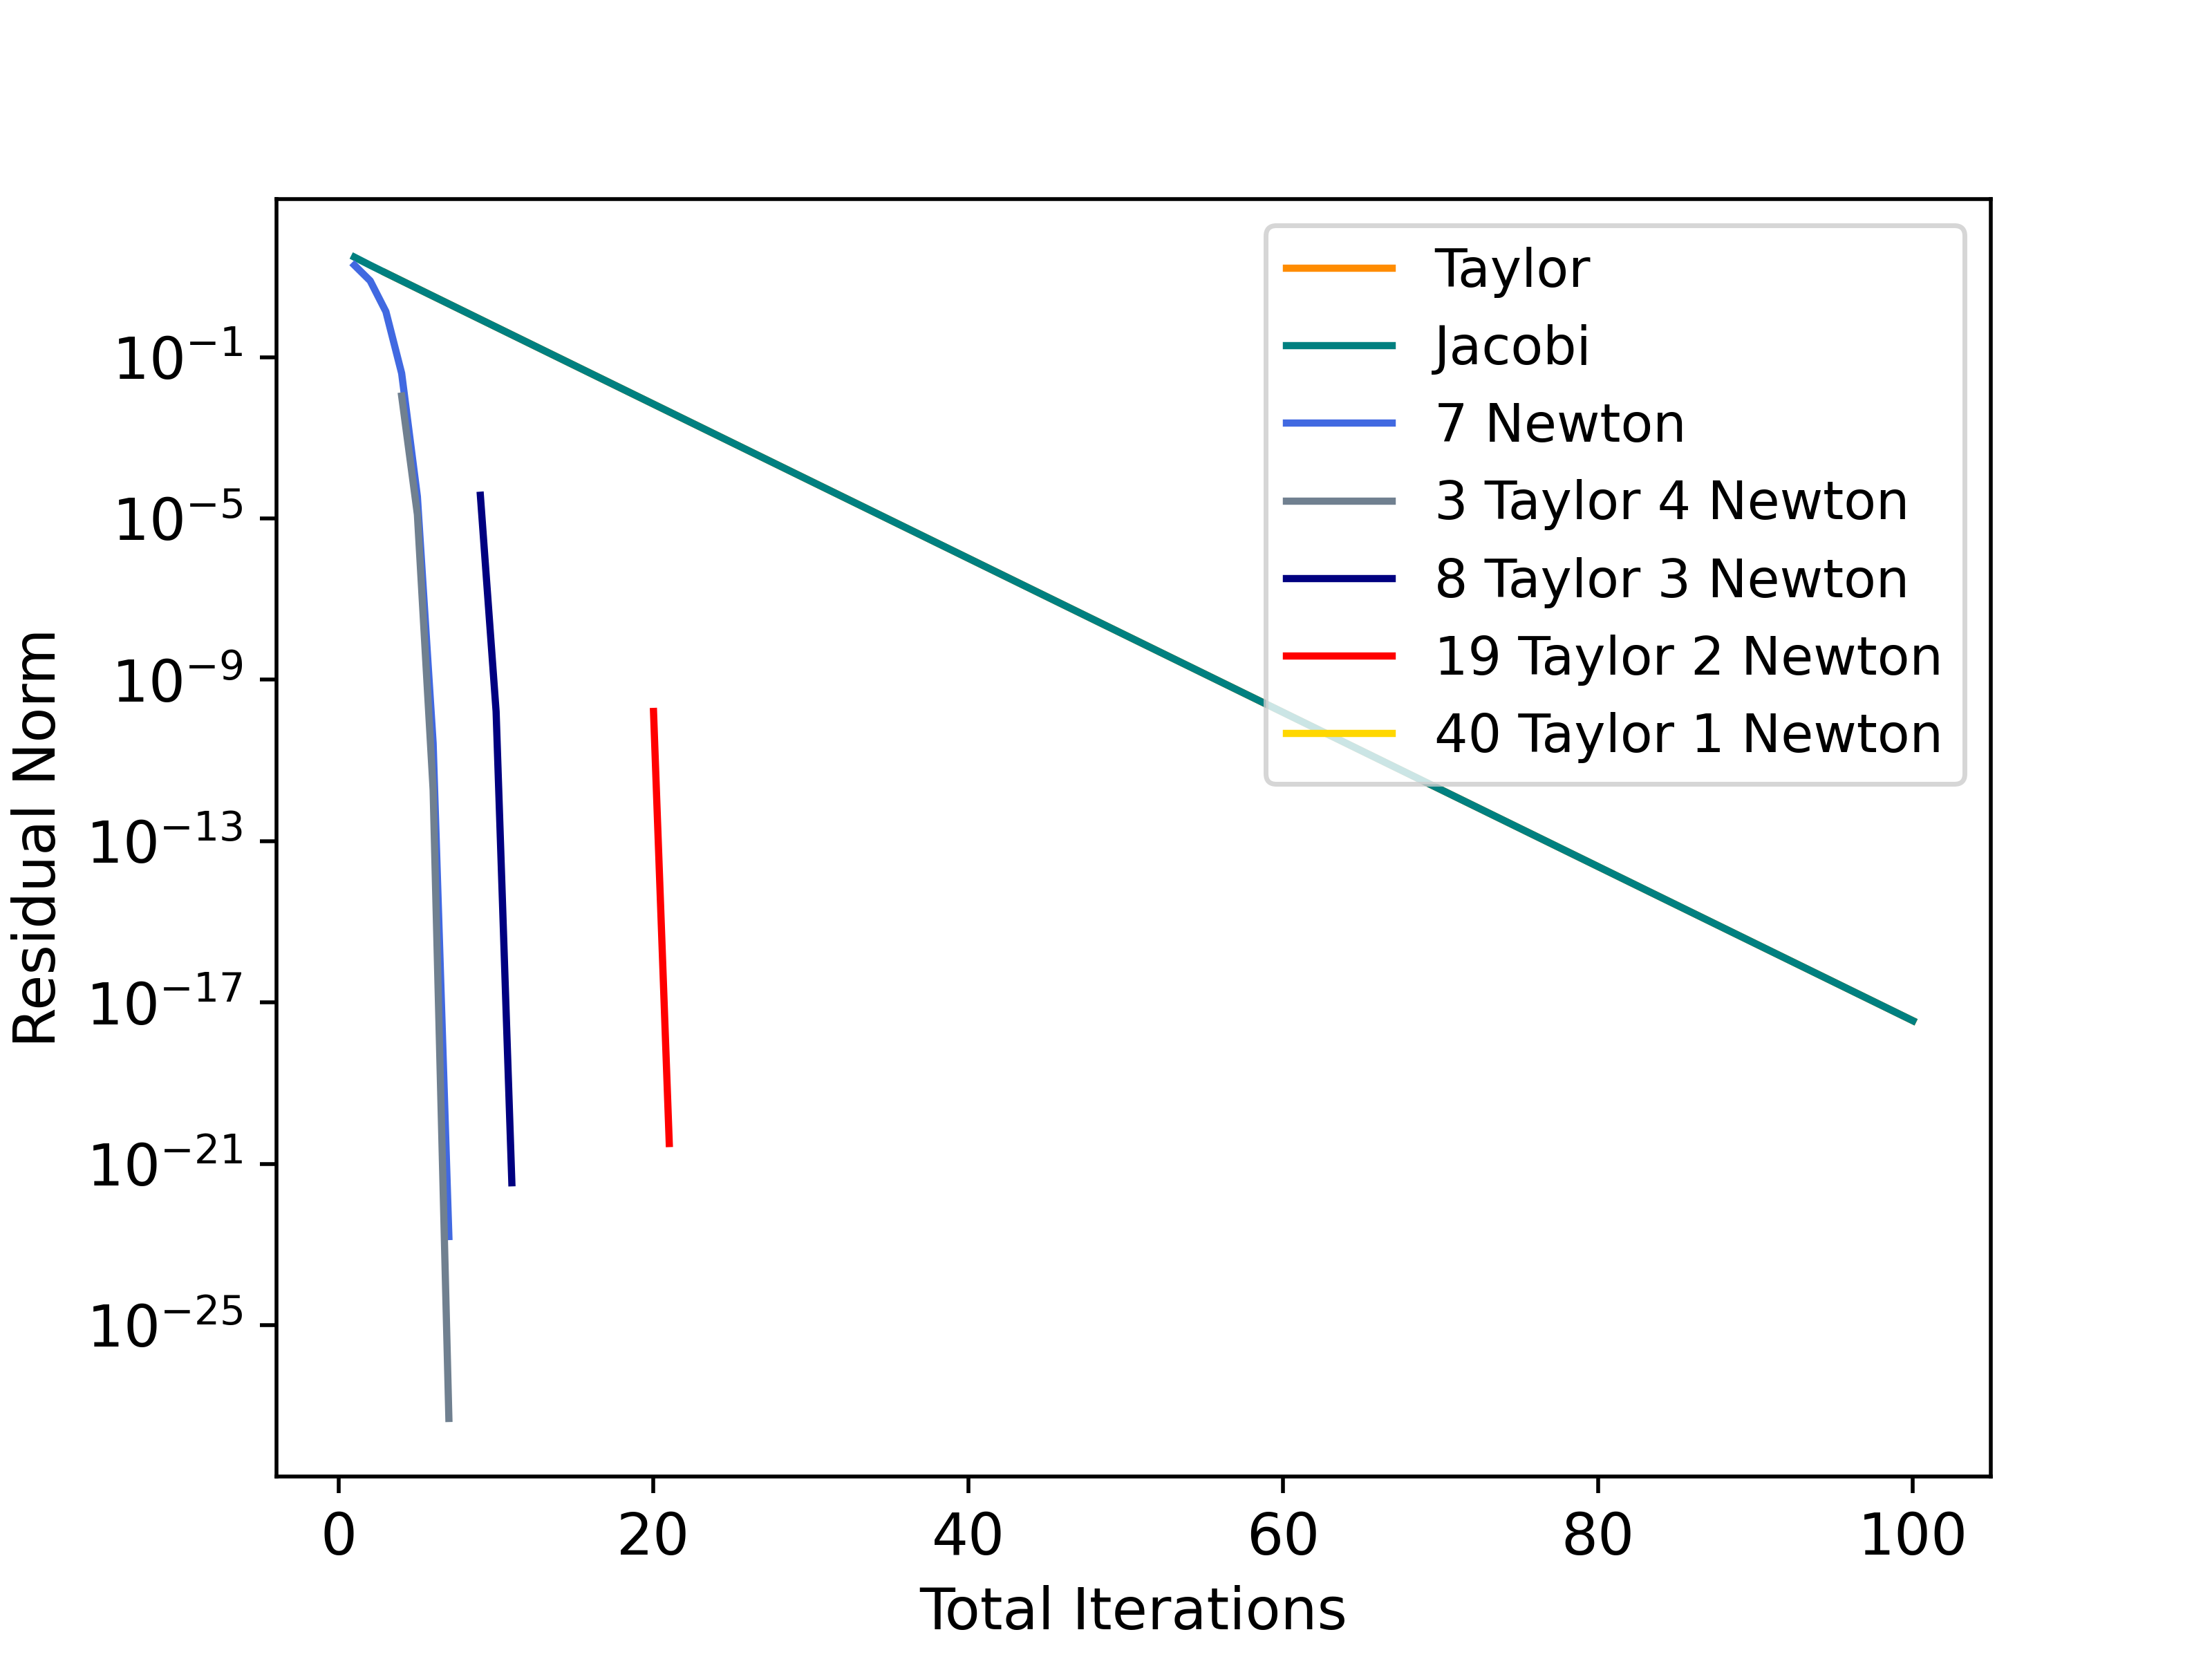 Taylor
Jacobi
7 Newton
3 Taylor 4 Newton
8 Taylor 3 Newton
19 Taylor 2 Newton
40 Taylor 1 Newton
Residual Norm
10⁻¹
10⁻⁵
10⁻⁹
10⁻¹³
10⁻¹⁷
10⁻²¹
10⁻²⁵
0 20 40 60 80 100
Total Iterations